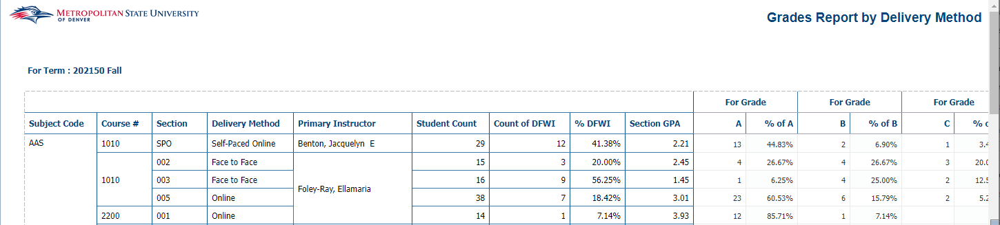 METROPOLITAN STATE UNIVERSITY
OF DENVER
Grades Report by Delivery Method
For Term : 202150 Fall
For Grade For Grade For Grade
Subject Code Course # Section Delivery Method Primary Instructor Student Count Count of DFWI % DFWI Section GPA A % of A B % of B C % c
AAS 1010 SPO Self-Paced Online Benton, Jacquelyn E 29 12 41.38% 2.21 13 44.83% 2 6.90% 1 3.4
002 Face to Face 15 3 20.00% 2.45 4 26.67% 4 26.67% 3 20.0
1010 003 Face to Face 16 9 56.25% 1.45 1 6.25% 4 25.00% 2 12.5
Foley-Ray, Ellamaria
005 Online 38 7 18.42% 3.01 23 60.53% 6 15.79% 2 5.2
2200 001 Online 14 1 7.14% 3.93 12 85.71% 1 7.14%